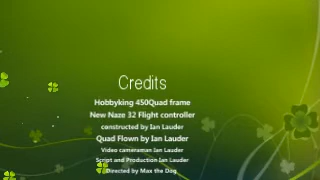 Credits
Hobbyking 450Quad frame
New Naze 32 Flight controller
constructed by Ian Lauder
Quad Flown by Ian Lauder
Video cameraman Ian Lauder
Script and Production Ian Lauder
Directed by Max the Dog